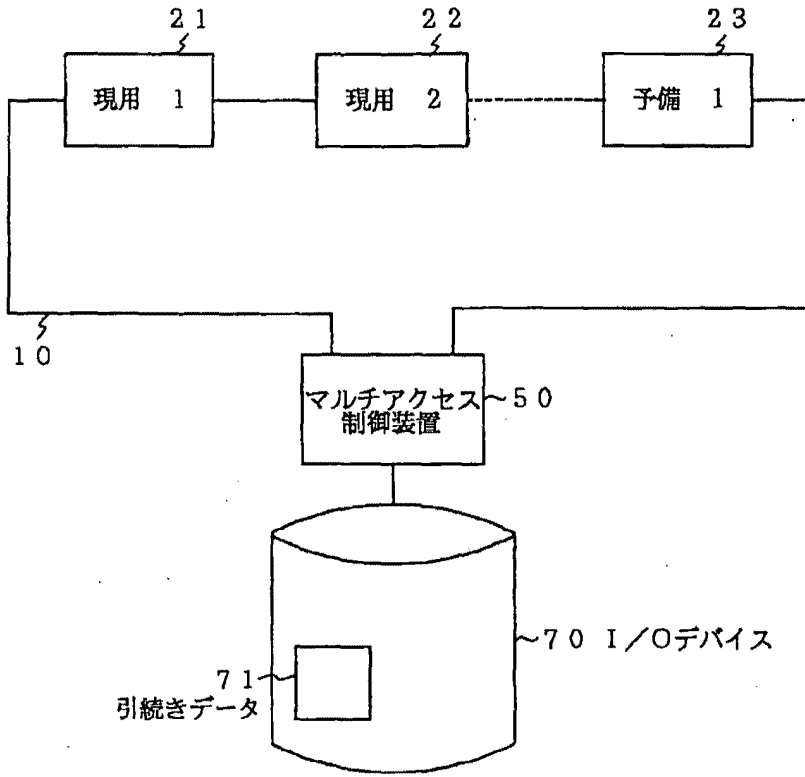 ２１
２２
２３
現用 １
現用 ２
予備 １
１０
マルチアクセス
制御装置
５０
７０ Ｉ／Ｏデバイス
７１
引続きデータ